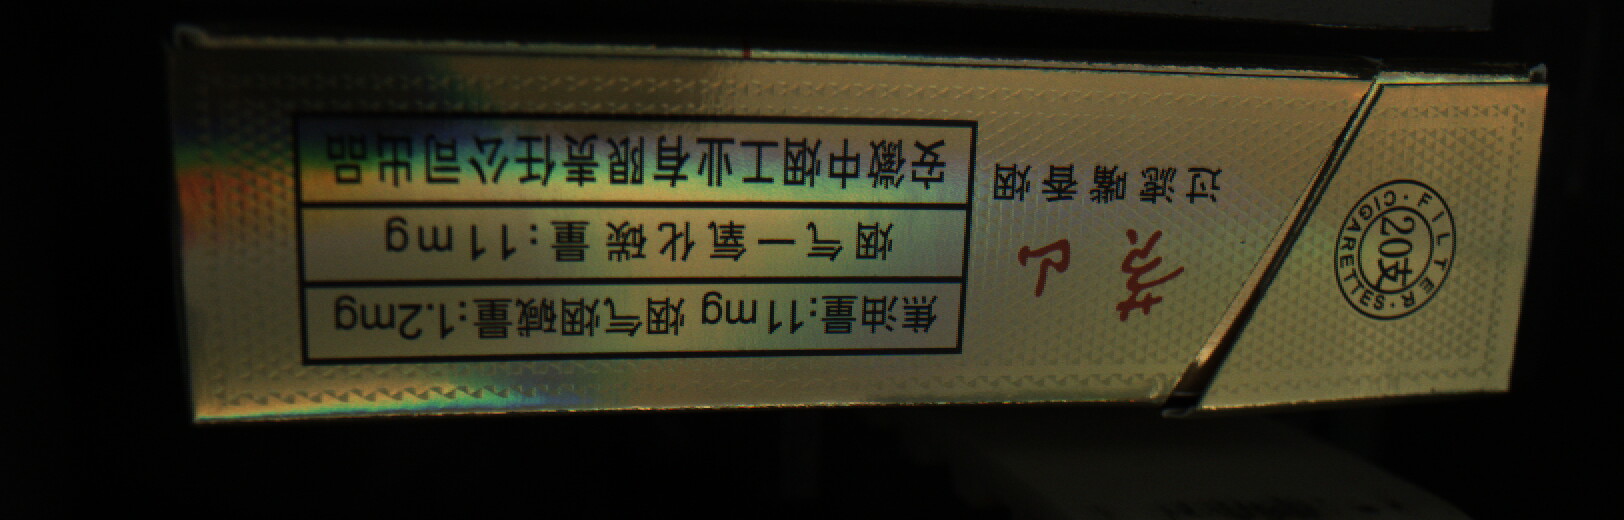 FILTER·CIGARETTES·
20支
黄山
过滤嘴香烟
焦油量:11mg 烟气烟碱量:1.2mg
烟气一氧化碳量:11mg
安徽中烟工业有限责任公司出品